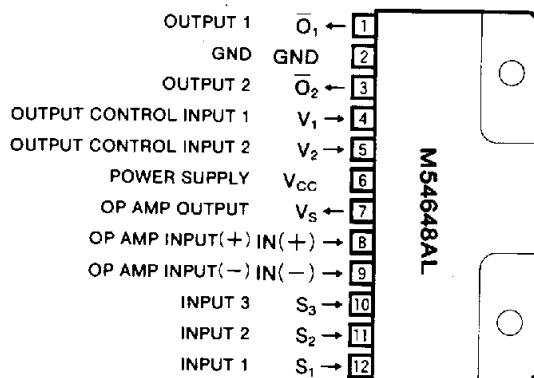 OUTPUT 1 O̅₁ ← 1
GND GND 2
OUTPUT 2 O̅₂ ← 3
OUTPUT CONTROL INPUT 1 V₁ → 4
OUTPUT CONTROL INPUT 2 V₂ → 5
POWER SUPPLY V_CC 6
OP AMP OUTPUT V_S ← 7
OP AMP INPUT(+) IN(+) → 8
OP AMP INPUT(−) IN(−) → 9
INPUT 3 S₃ → 10
INPUT 2 S₂ → 11
INPUT 1 S₁ → 12
M54648AL